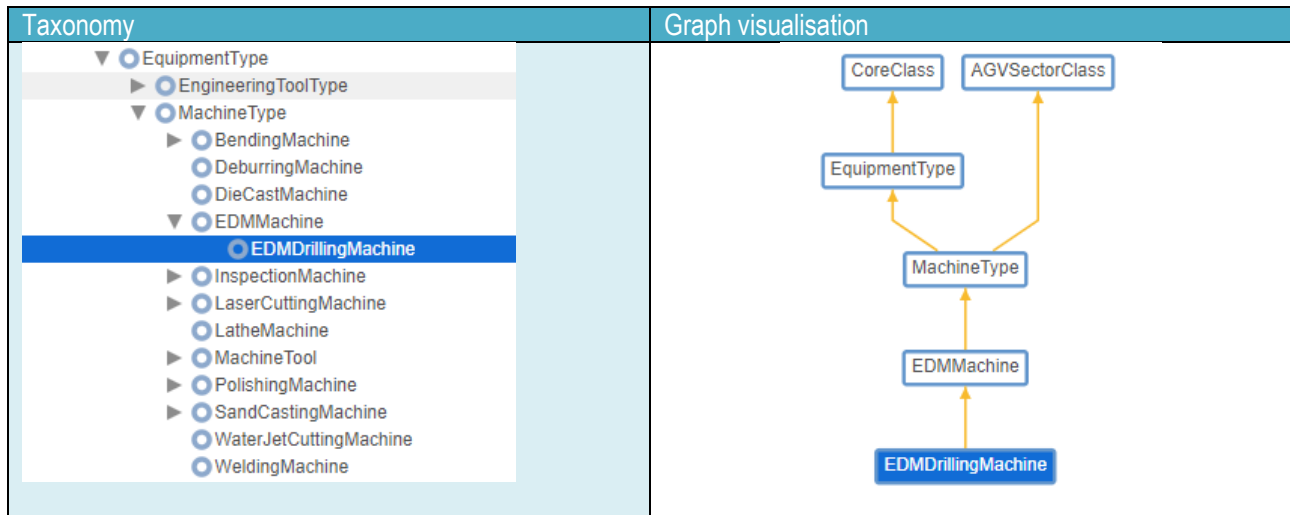 Taxonomy
EquipmentType
EngineeringToolType
MachineType
BendingMachine
DeburringMachine
DieCastMachine
EDMMachine
EDMDrillingMachine
InspectionMachine
LaserCuttingMachine
LatheMachine
MachineTool
PolishingMachine
SandCastingMachine
WaterJetCuttingMachine
WeldingMachine
Graph visualisation
CoreClass AGVSectorClass
EquipmentType
MachineType
EDMMachine
EDMDrillingMachine